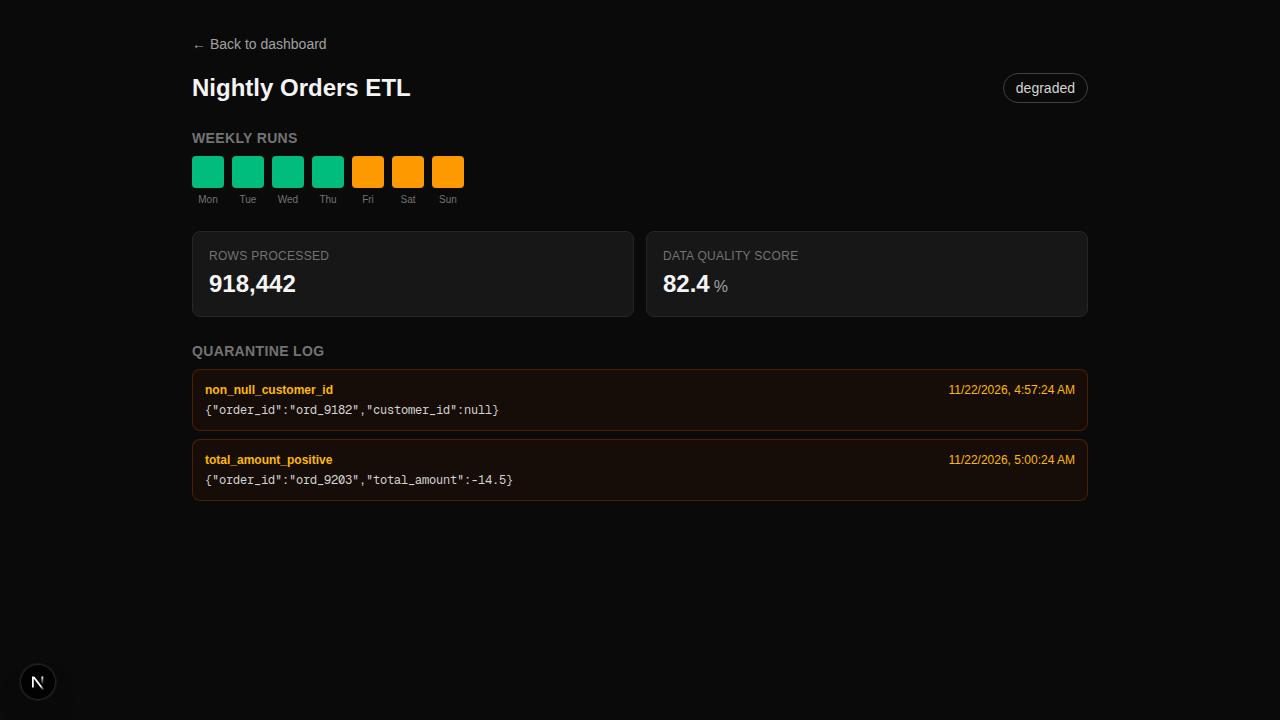 ← Back to dashboard
Nightly Orders ETL
degraded
WEEKLY RUNS
Mon Tue Wed Thu Fri Sat Sun
ROWS PROCESSED
918,442
DATA QUALITY SCORE
82.4 %
QUARANTINE LOG
non_null_customer_id 11/22/2026, 4:57:24 AM
{"order_id":"ord_9182","customer_id":null}
total_amount_positive 11/22/2026, 5:00:24 AM
{"order_id":"ord_9203","total_amount":-14.5}
N